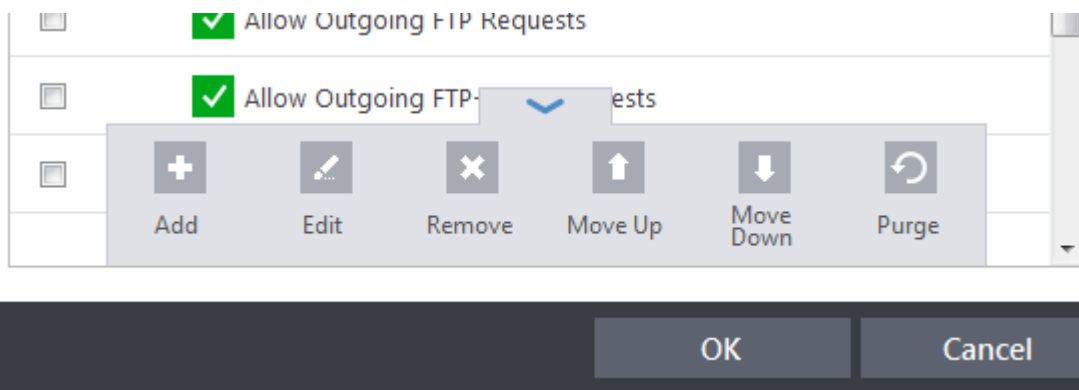 Allow Outgoing FTP Requests
Allow Outgoing FTP- ests
Add
Edit
Remove
Move Up
Move
Down
Purge
OK
Cancel